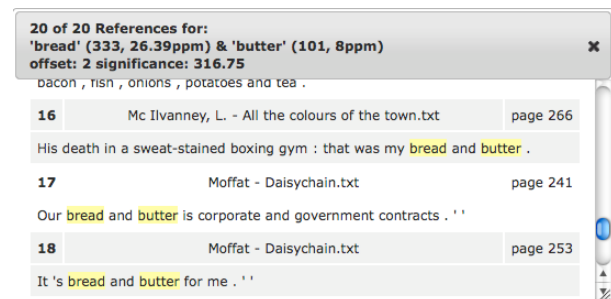 20 of 20 References for:
'bread' (333, 26.39ppm) & 'butter' (101, 8ppm)
offset: 2 significance: 316.75
bacon , fish , onions , potatoes and tea .
16 Mc Ilvanney, L. - All the colours of the town.txt page 266
His death in a sweat-stained boxing gym : that was my bread and butter .
17 Moffat - Daisychain.txt page 241
Our bread and butter is corporate and government contracts . ' '
18 Moffat - Daisychain.txt page 253
It 's bread and butter for me . ' '